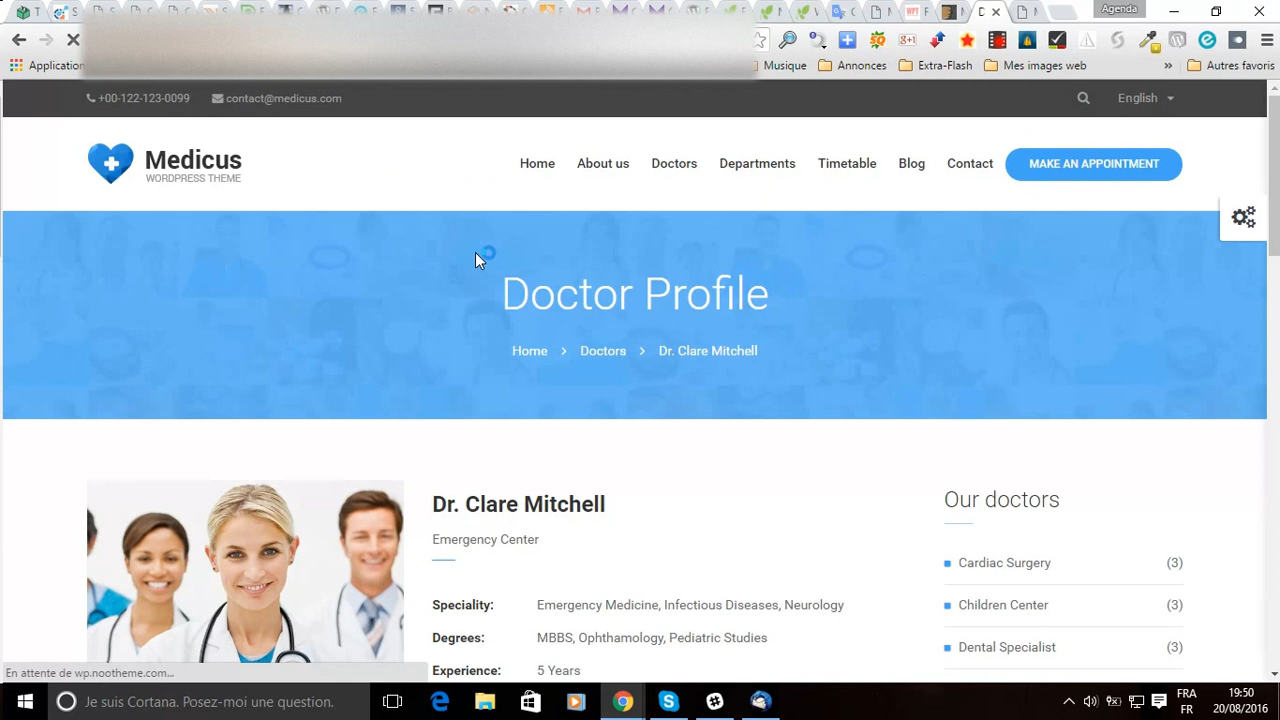 Agenda
Application
Musique
Annonces
Extra-Flash
Mes images web
»
Autres favoris
+00-122-123-0099
contact@medicus.com
English
Medicus
WORDPRESS THEME
Home
About us
Doctors
Departments
Timetable
Blog
Contact
MAKE AN APPOINTMENT
Doctor Profile
Home > Doctors > Dr. Clare Mitchell
Dr. Clare Mitchell
Emergency Center
Speciality: Emergency Medicine, Infectious Diseases, Neurology
Degrees: MBBS, Ophthamology, Pediatric Studies
Experience: 5 Years
Our doctors
Cardiac Surgery (3)
Children Center (3)
Dental Specialist (3)
En attente de wp.nootheme.com...
Je suis Cortana. Posez-moi une question.
FRA
FR
19:50
20/08/2016